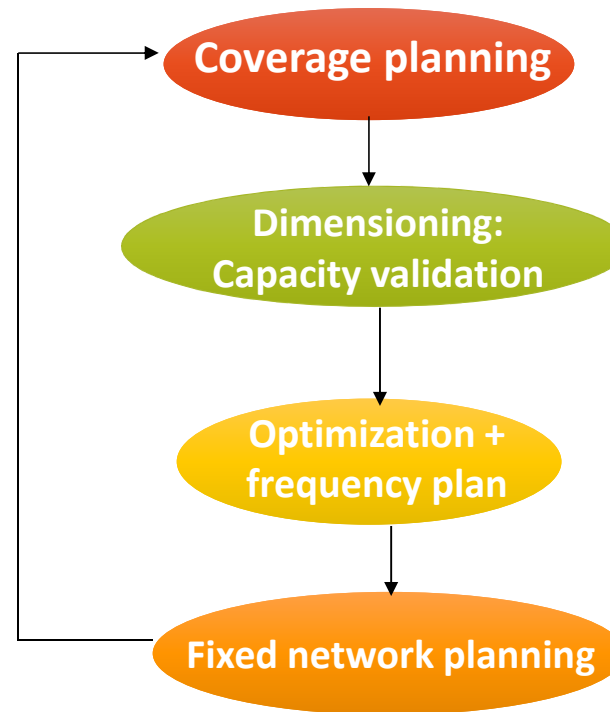 Coverage planning
Dimensioning:
Capacity validation
Optimization +
frequency plan
Fixed network planning